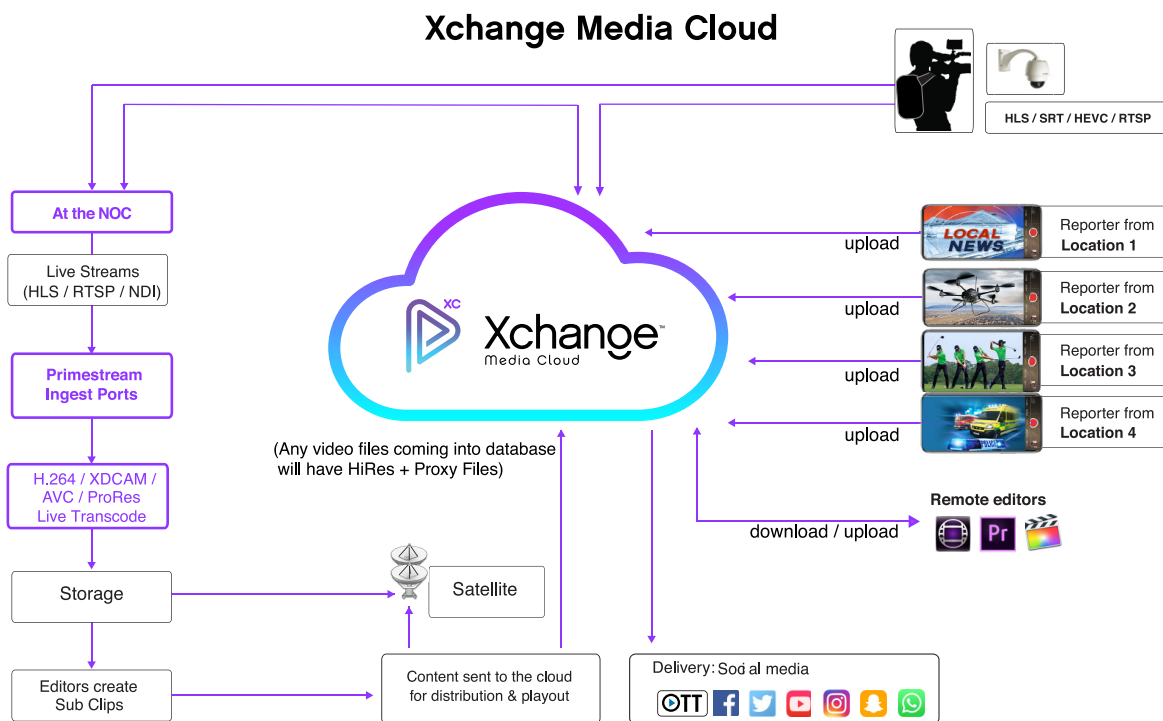 Xchange Media Cloud
HLS / SRT / HEVC / RTSP
At the NOC
Live Streams
(HLS / RTSP / NDI)
Primestream
Ingest Ports
H.264 / XDCAM /
AVC / ProRes
Live Transcode
Storage
Editors create
Sub Clips
XC
Xchange™
Media Cloud
(Any video files coming into database
will have HiRes + Proxy Files)
Satellite
Content sent to the cloud
for distribution & playout
upload
LOCAL
NEWS
Reporter from
Location 1
upload
Reporter from
Location 2
upload
Reporter from
Location 3
upload
Reporter from
Location 4
Remote editors
download / upload
Pr
Delivery: Social media
OTT